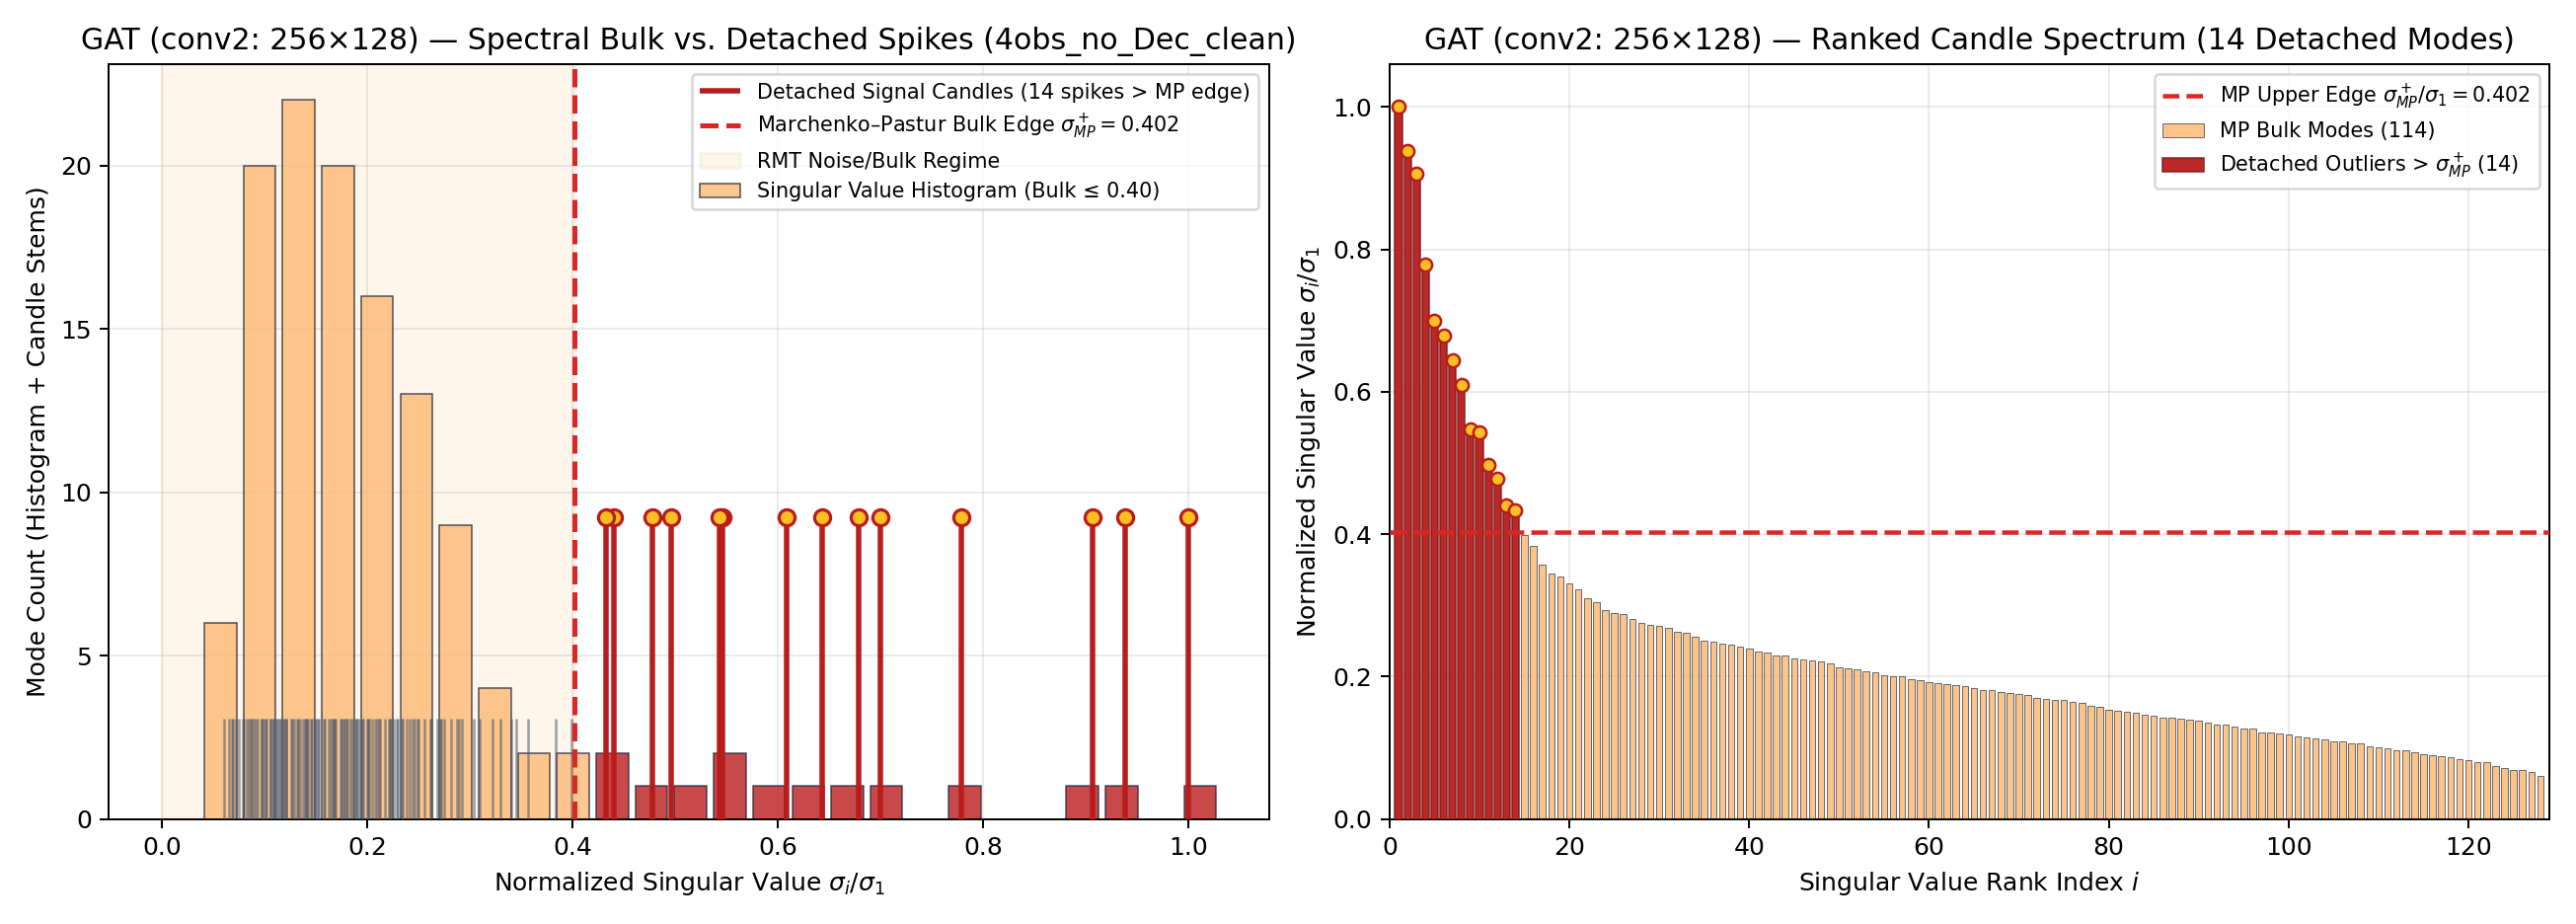 GAT (conv2: 256×128) — Spectral Bulk vs. Detached Spikes (4obs_no_Dec_clean)
Detached Signal Candles (14 spikes > MP edge)
Marchenko–Pastur Bulk Edge σ⁺_MP = 0.402
RMT Noise/Bulk Regime
Singular Value Histogram (Bulk ≤ 0.40)
Mode Count (Histogram + Candle Stems)
20
15
10
5
0
0.0 0.2 0.4 0.6 0.8 1.0
Normalized Singular Value σᵢ/σ₁
GAT (conv2: 256×128) — Ranked Candle Spectrum (14 Detached Modes)
MP Upper Edge σ⁺_MP/σ₁ = 0.402
MP Bulk Modes (114)
Detached Outliers > σ⁺_MP (14)
Normalized Singular Value σᵢ/σ₁
1.0
0.8
0.6
0.4
0.2
0.0
0 20 40 60 80 100 120
Singular Value Rank Index i